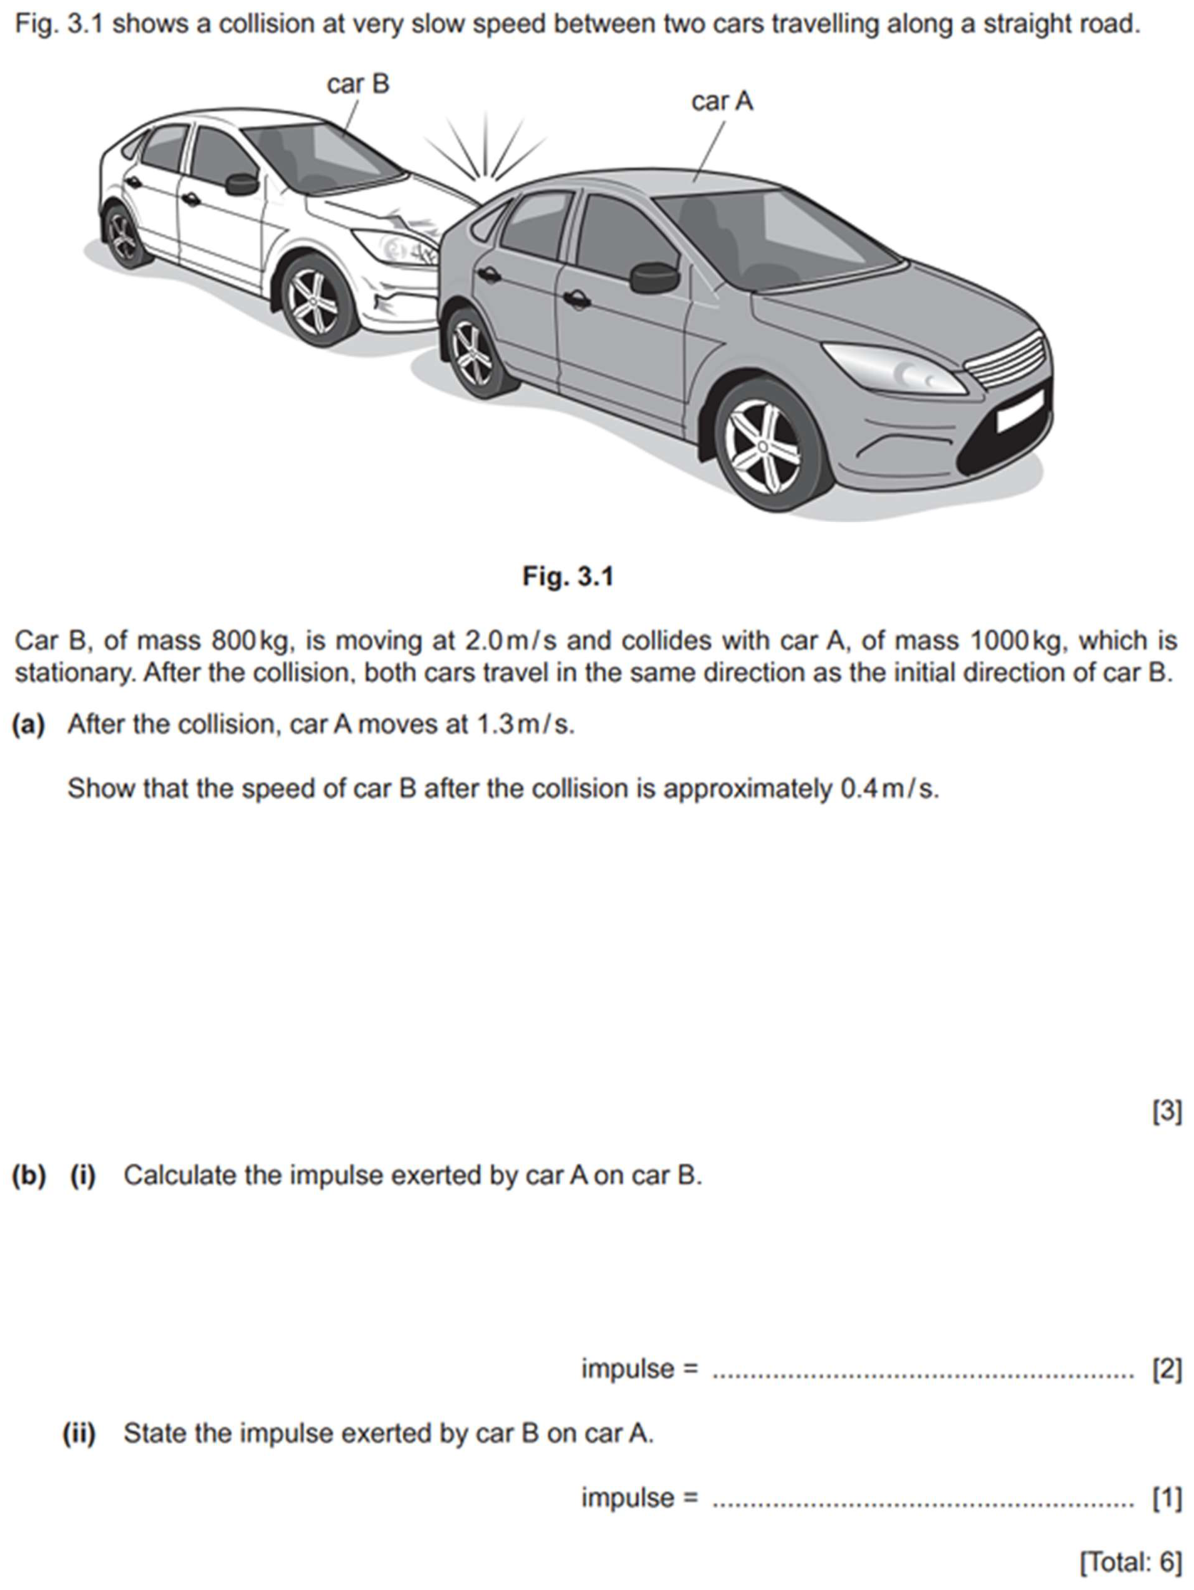 Fig. 3.1 shows a collision at very slow speed between two cars travelling along a straight road.
car B
car A
Fig. 3.1
Car B, of mass 800 kg, is moving at 2.0 m/s and collides with car A, of mass 1000 kg, which is
stationary. After the collision, both cars travel in the same direction as the initial direction of car B.
(a) After the collision, car A moves at 1.3 m/s.
Show that the speed of car B after the collision is approximately 0.4 m/s.
[3]
(b) (i) Calculate the impulse exerted by car A on car B.
impulse = ........................................................ [2]
(ii) State the impulse exerted by car B on car A.
impulse = ........................................................ [1]
[Total: 6]